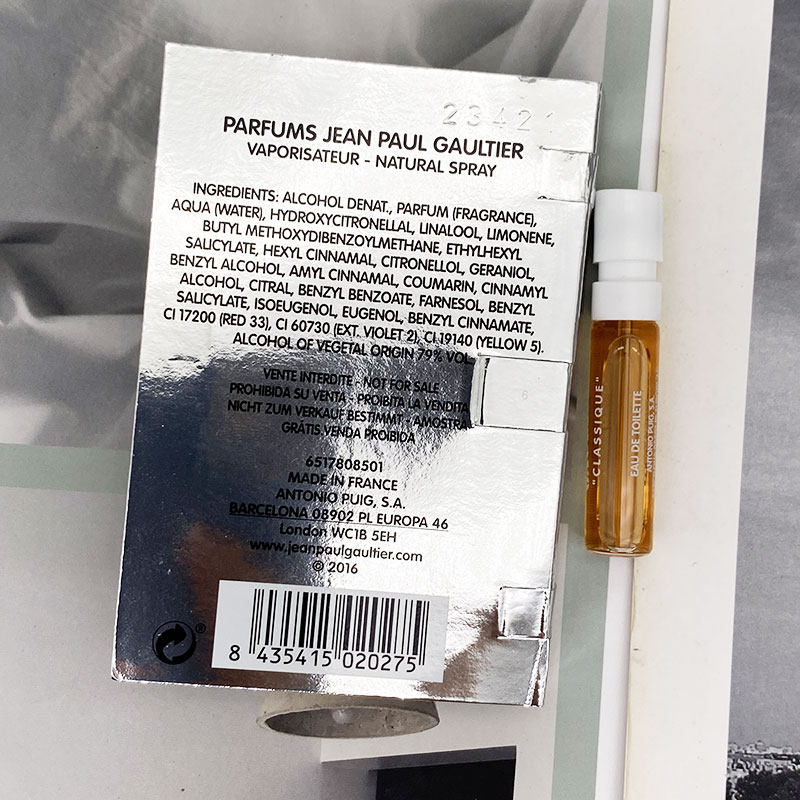 23421
PARFUMS JEAN PAUL GAULTIER
VAPORISATEUR - NATURAL SPRAY
INGREDIENTS: ALCOHOL DENAT., PARFUM (FRAGRANCE),
AQUA (WATER), HYDROXYCITRONELLAL, LINALOOL, LIMONENE,
BUTYL METHOXYDIBENZOYLMETHANE, ETHYLHEXYL
SALICYLATE, HEXYL CINNAMAL, CITRONELLOL, GERANIOL,
BENZYL ALCOHOL, AMYL CINNAMAL, COUMARIN, CINNAMYL
ALCOHOL, CITRAL, BENZYL BENZOATE, FARNESOL, BENZYL
SALICYLATE, ISOEUGENOL, EUGENOL, BENZYL CINNAMATE,
CI 17200 (RED 33), CI 60730 (EXT. VIOLET 2), CI 19140 (YELLOW 5).
ALCOHOL OF VEGETAL ORIGIN 79% VOL.
VENTE INTERDITE - NOT FOR SALE
PROHIBIDA SU VENTA - PROIBITA LA VENDITA
NICHT ZUM VERKAUF BESTIMMT - AMOSTRA
GRÁTIS.VENDA PROIBIDA
6517808501
MADE IN FRANCE
ANTONIO PUIG, S.A.
BARCELONA 08902 PL EUROPA 46
London WC1B 5EH
www.jeanpaulgaultier.com
© 2016
8 435415 020275
6
"CLASSIQUE"
EAU DE TOILETTE
ANTONIO PUIG, S.A.